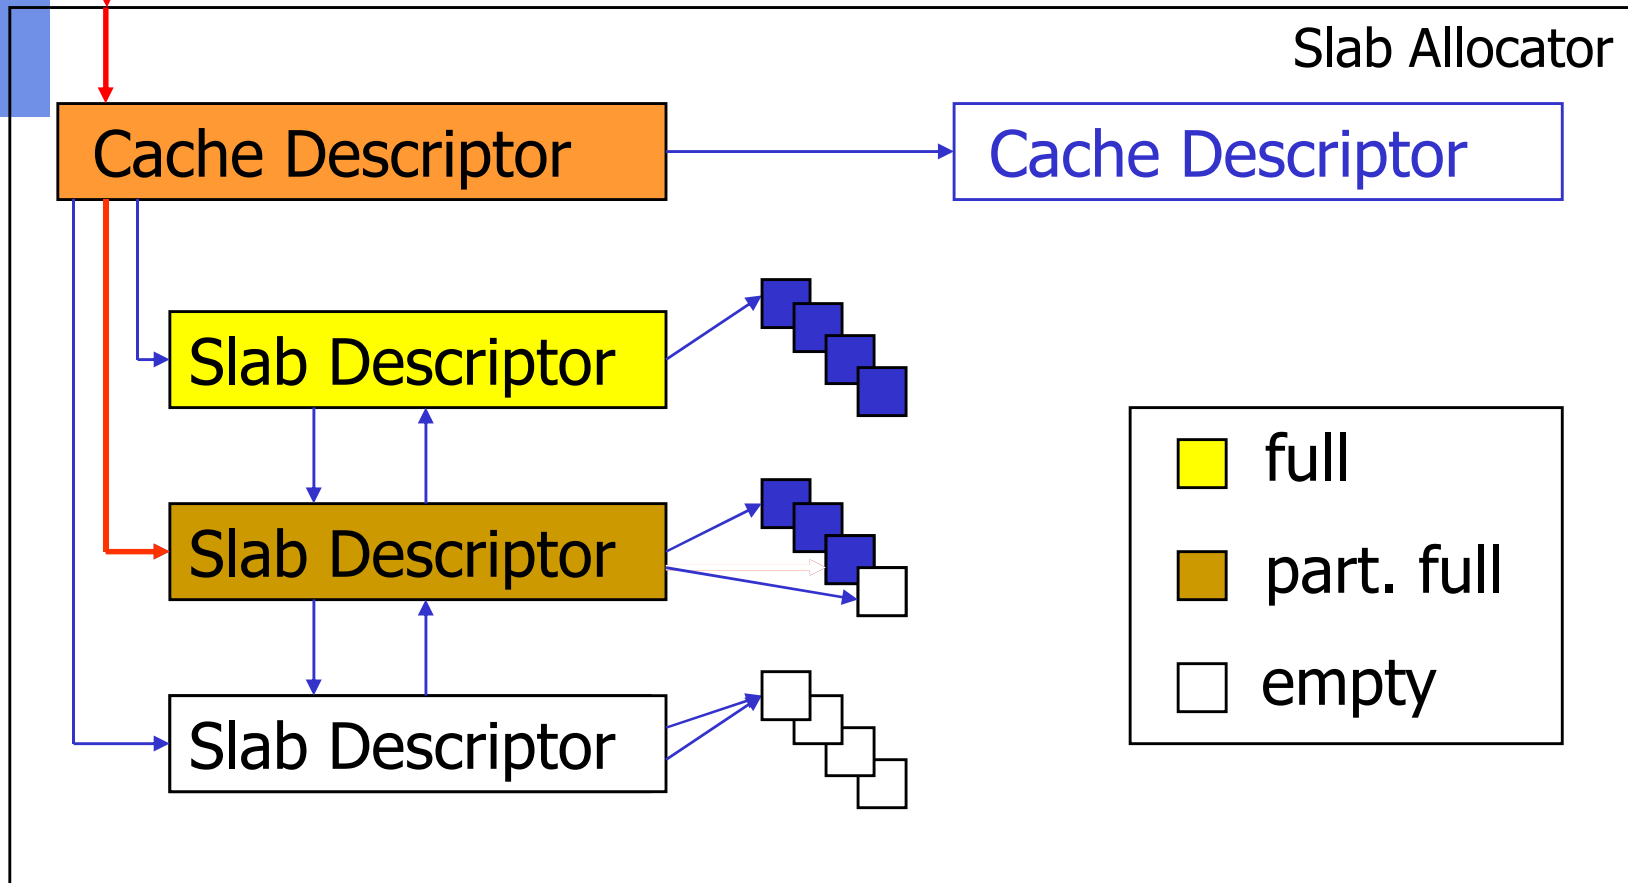 Slab Allocator
Cache Descriptor
Cache Descriptor
Slab Descriptor
Slab Descriptor
Slab Descriptor
full
part. full
empty